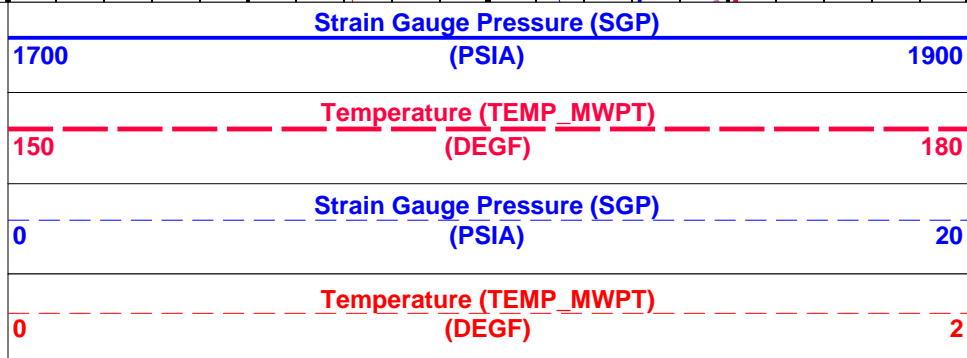 Strain Gauge Pressure (SGP)
1700 (PSIA) 1900
Temperature (TEMP_MWPT)
150 (DEGF) 180
Strain Gauge Pressure (SGP)
0 (PSIA) 20
Temperature (TEMP_MWPT)
0 (DEGF) 2